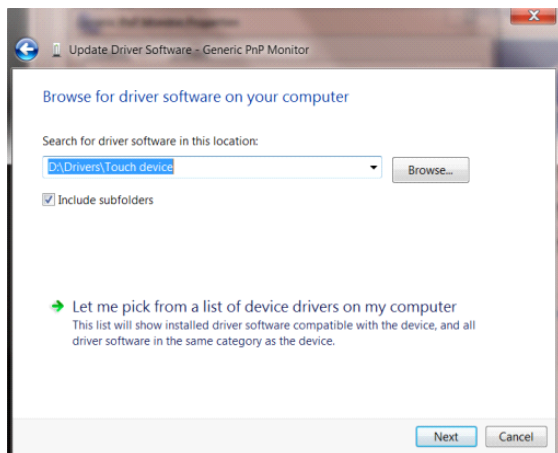 Update Driver Software - Generic PnP Monitor
Browse for driver software on your computer
Search for driver software in this location:
D:\Drivers\Touch device
Browse...
Include subfolders
Let me pick from a list of device drivers on my computer
This list will show installed driver software compatible with the device, and all
driver software in the same category as the device.
Next
Cancel